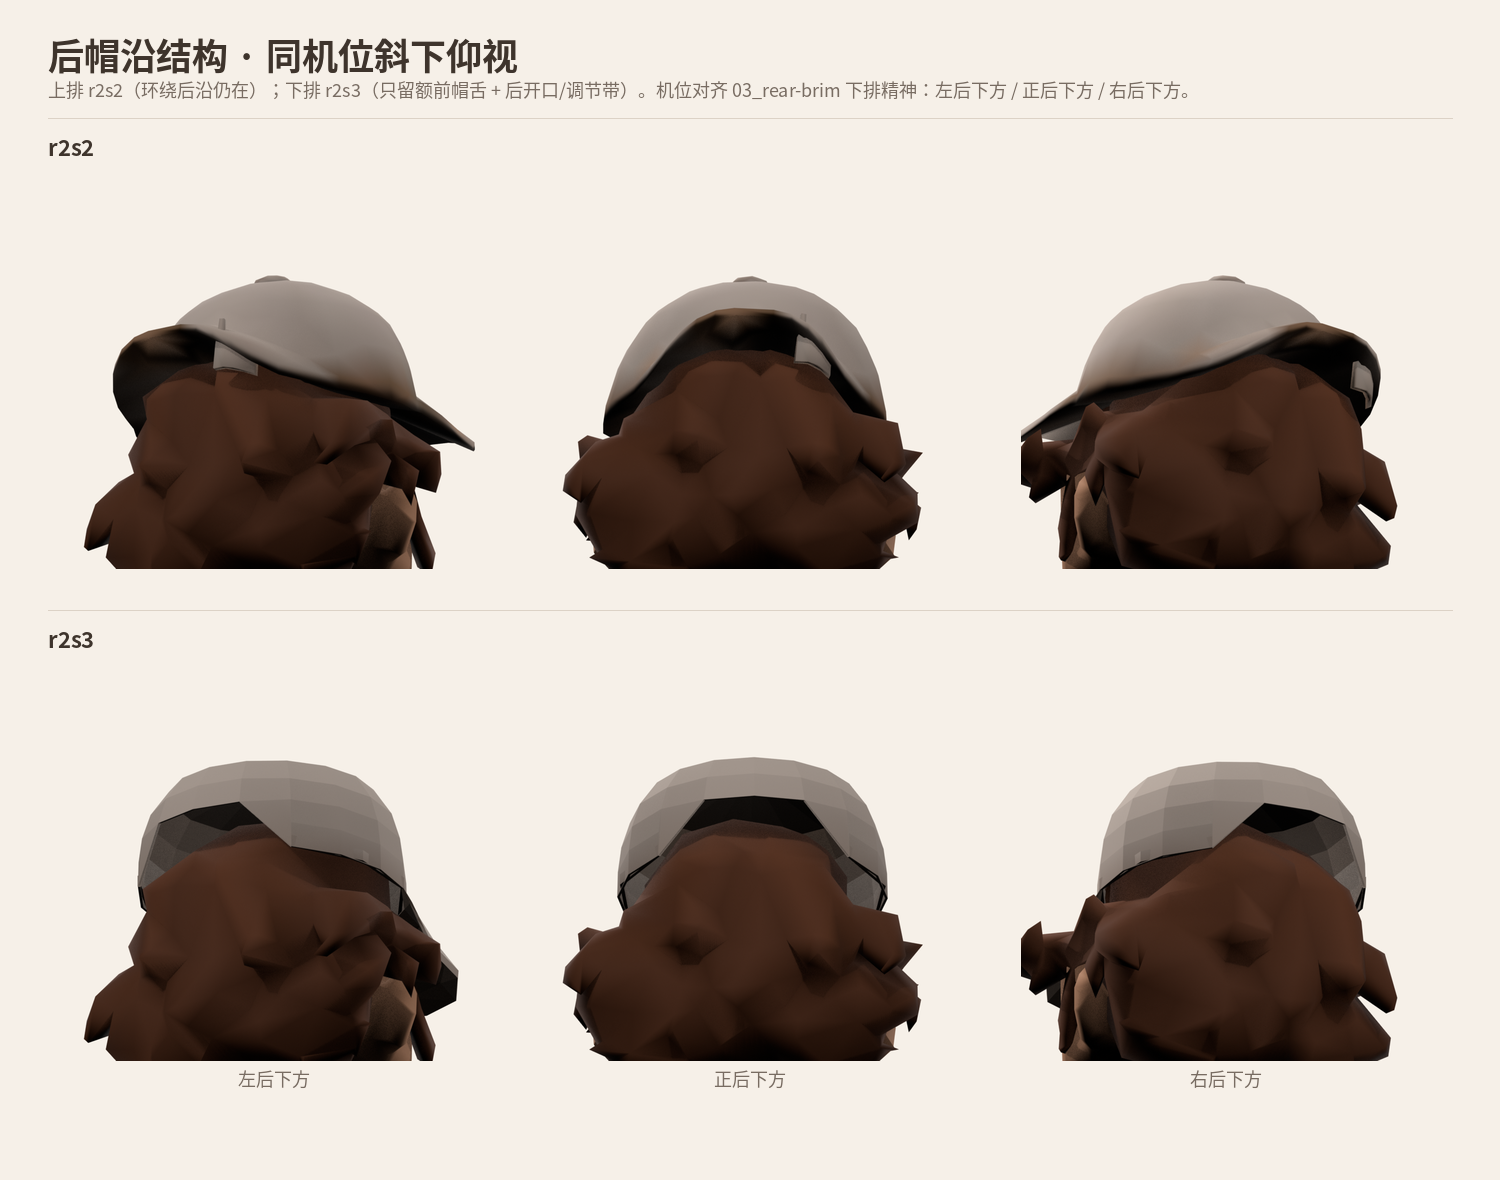 后帽沿结构 · 同机位斜下仰视
上排 r2s2（环绕后沿仍在）；下排 r2s3（只留额前帽舌 + 后开口/调节带）。机位对齐 03_rear-brim 下排精神：左后下方 / 正后下方 / 右后下方。
r2s2
r2s3
左后下方
正后下方
右后下方